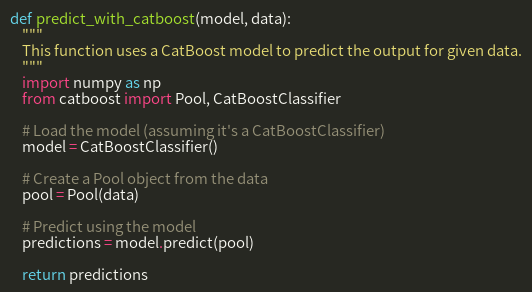 def predict_with_catboost(model, data):
"""
This function uses a CatBoost model to predict the output for given data.
"""
import numpy as np
from catboost import Pool, CatBoostClassifier
# Load the model (assuming it's a CatBoostClassifier)
model = CatBoostClassifier()
# Create a Pool object from the data
pool = Pool(data)
# Predict using the model
predictions = model.predict(pool)
return predictions